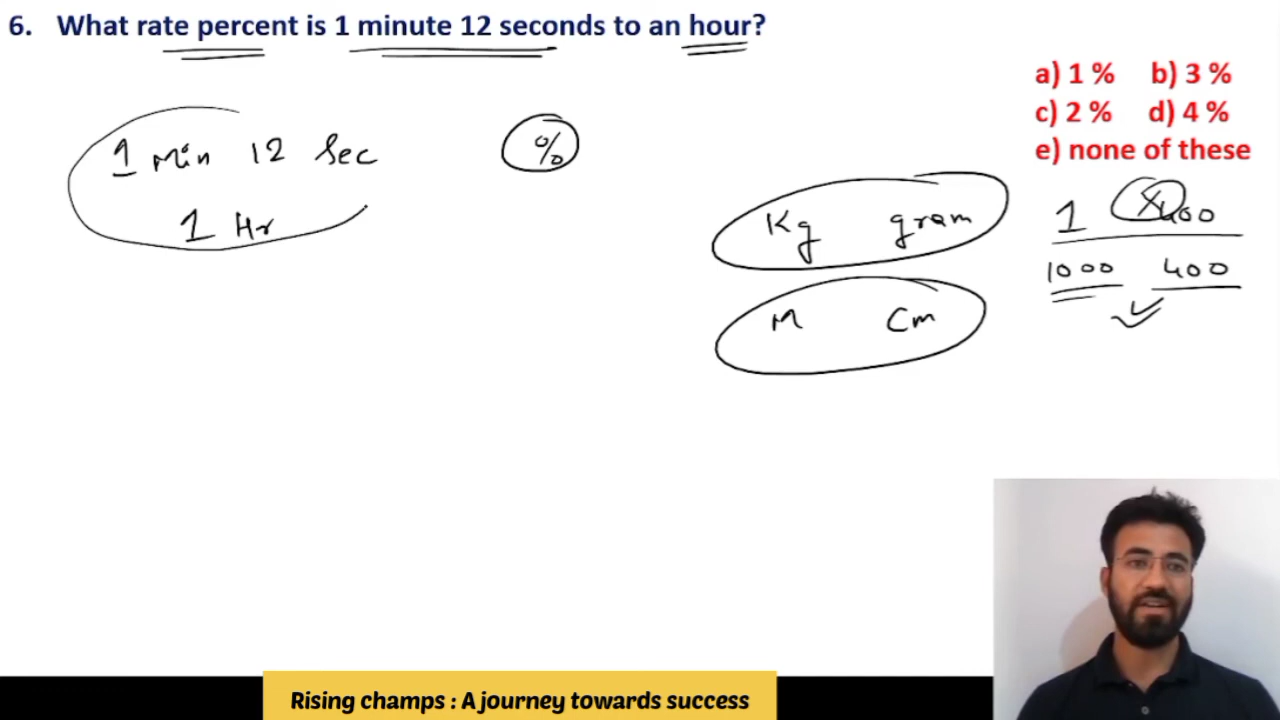 6. What rate percent is 1 minute 12 seconds to an hour?
a) 1 % b) 3 %
c) 2 % d) 4 %
e) none of these
1 Min 12 Sec
1 Hr
%
Kg gram
M Cm
1 400
1000 400
Rising champs : A journey towards success